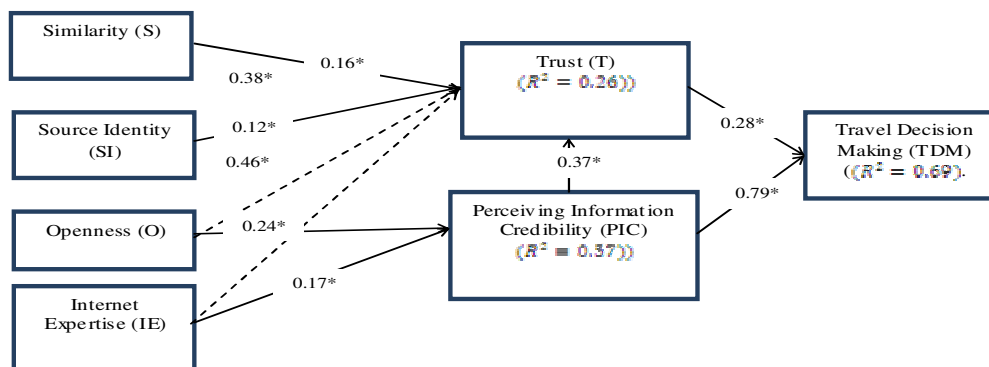 Similarity (S)
0.16*
0.38*
Source Identity
(SI)
0.12*
0.46*
Openness (O)
0.24*
Internet
Expertise (IE)
0.17*
Trust (T)
(R² = 0.26))
0.37*
Perceiving Information
Credibility (PIC)
(R² = 0.37))
0.28*
0.79*
Travel Decision
Making (TDM)
((R² = 0.69).